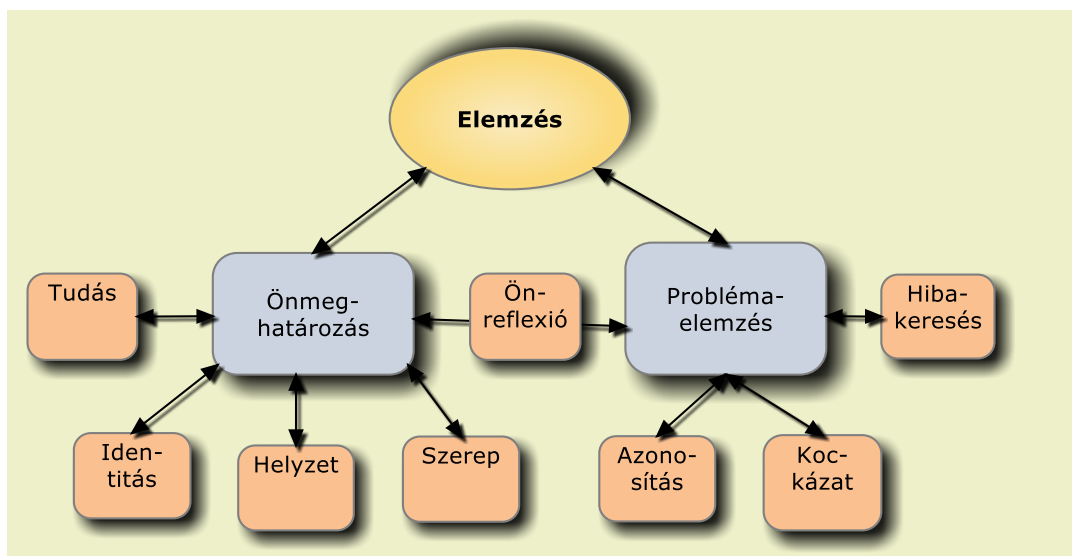 Elemzés
Tudás
Önmeg-
határozás
Ön-
reflexió
Probléma-
elemzés
Hiba-
keresés
Iden-
titás
Helyzet
Szerep
Azono-
sítás
Koc-
kázat